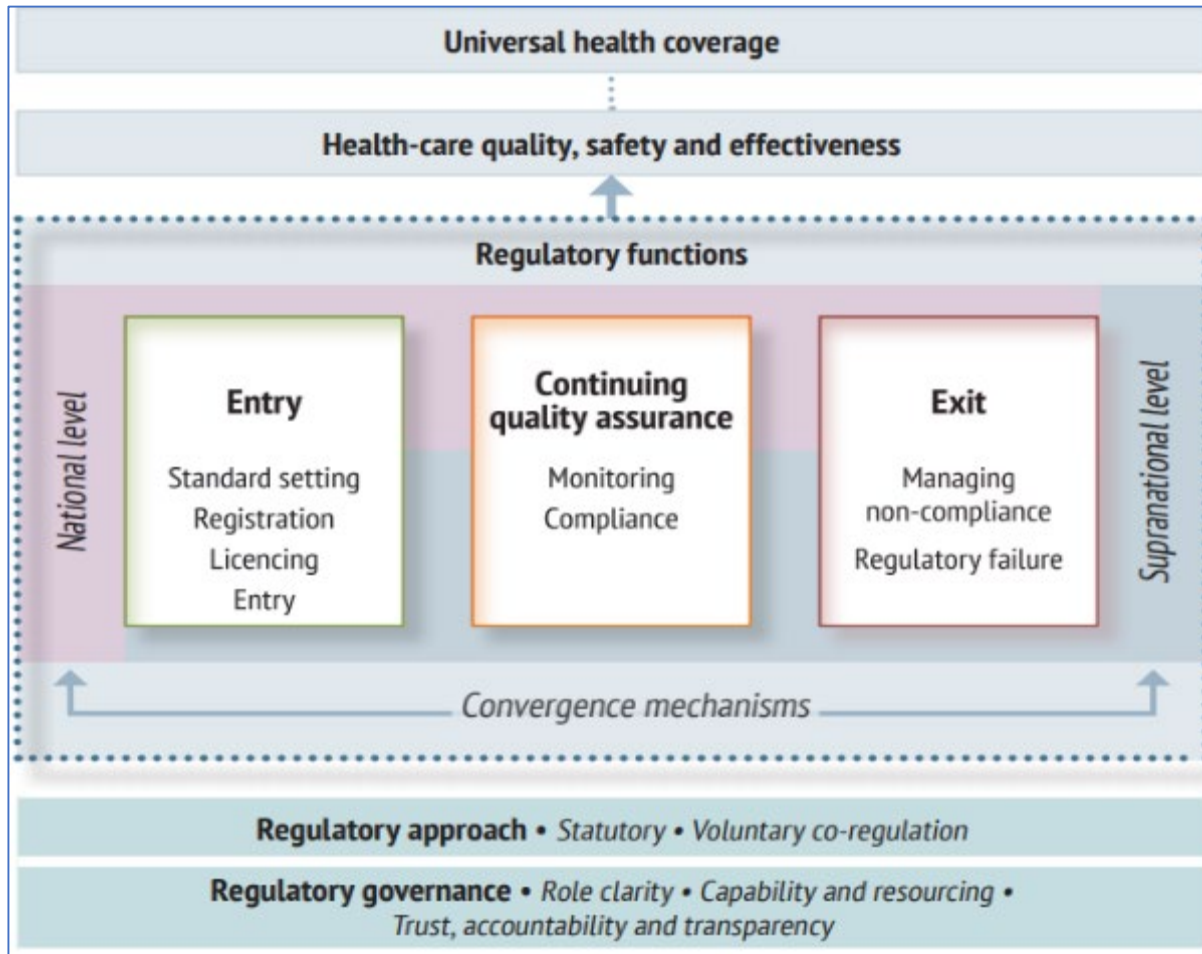 Universal health coverage
Health-care quality, safety and effectiveness
Regulatory functions
National level
Entry
Standard setting
Registration
Licencing
Entry
Continuing
quality assurance
Monitoring
Compliance
Exit
Managing
non-compliance
Regulatory failure
Supranational level
Convergence mechanisms
Regulatory approach • Statutory • Voluntary co-regulation
Regulatory governance • Role clarity • Capability and resourcing •
Trust, accountability and transparency